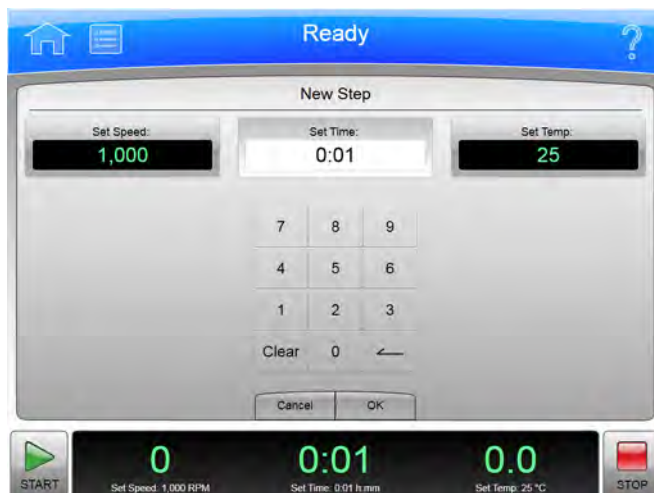 Ready
New Step
Set Speed: Set Time: Set Temp:
1,000 0:01 25
7 8 9
4 5 6
1 2 3
Clear 0
Cancel OK
0 0:01 0.0
START Set Speed: 1,000 RPM Set Time: 0:01 h:mm Set Temp: 25 °C STOP